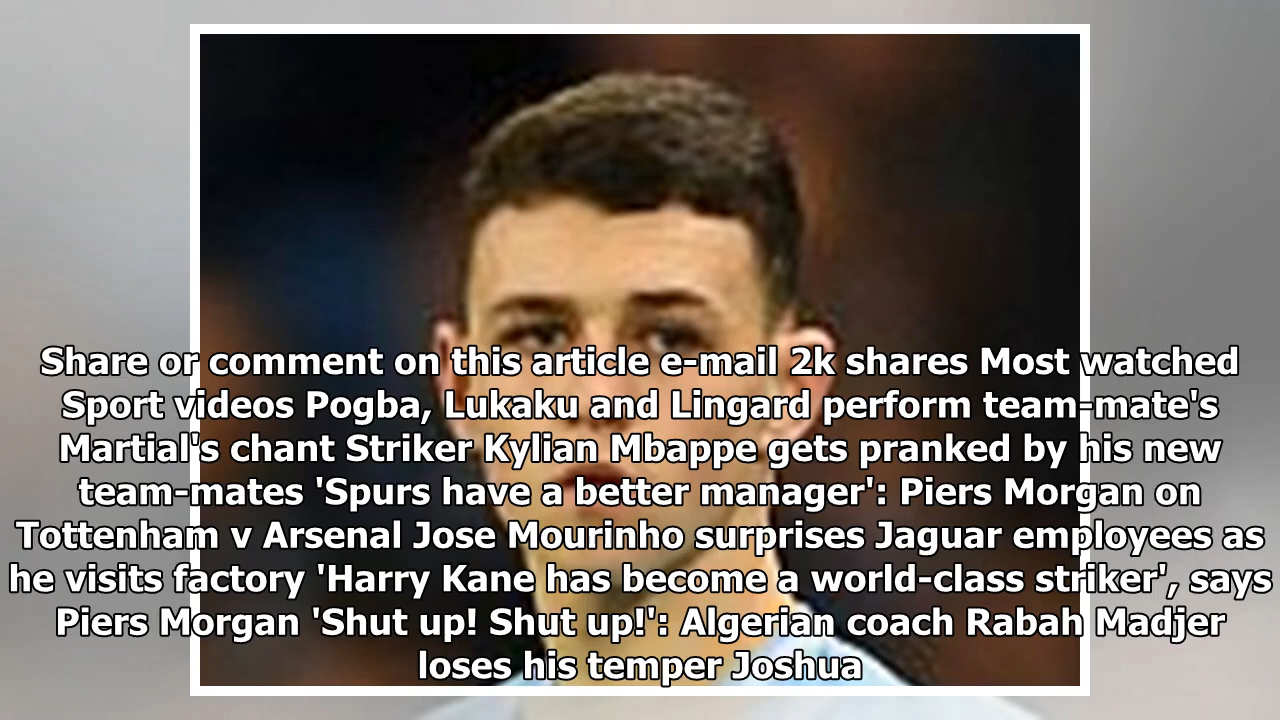 Share or comment on this article e-mail 2k shares Most watched
Sport videos Pogba, Lukaku and Lingard perform team-mate's
Martial's chant Striker Kylian Mbappe gets pranked by his new
team-mates 'Spurs have a better manager': Piers Morgan on
Tottenham v Arsenal Jose Mourinho surprises Jaguar employees as
he visits factory 'Harry Kane has become a world-class striker', says
Piers Morgan 'Shut up! Shut up!': Algerian coach Rabah Madjer
loses his temper Joshua